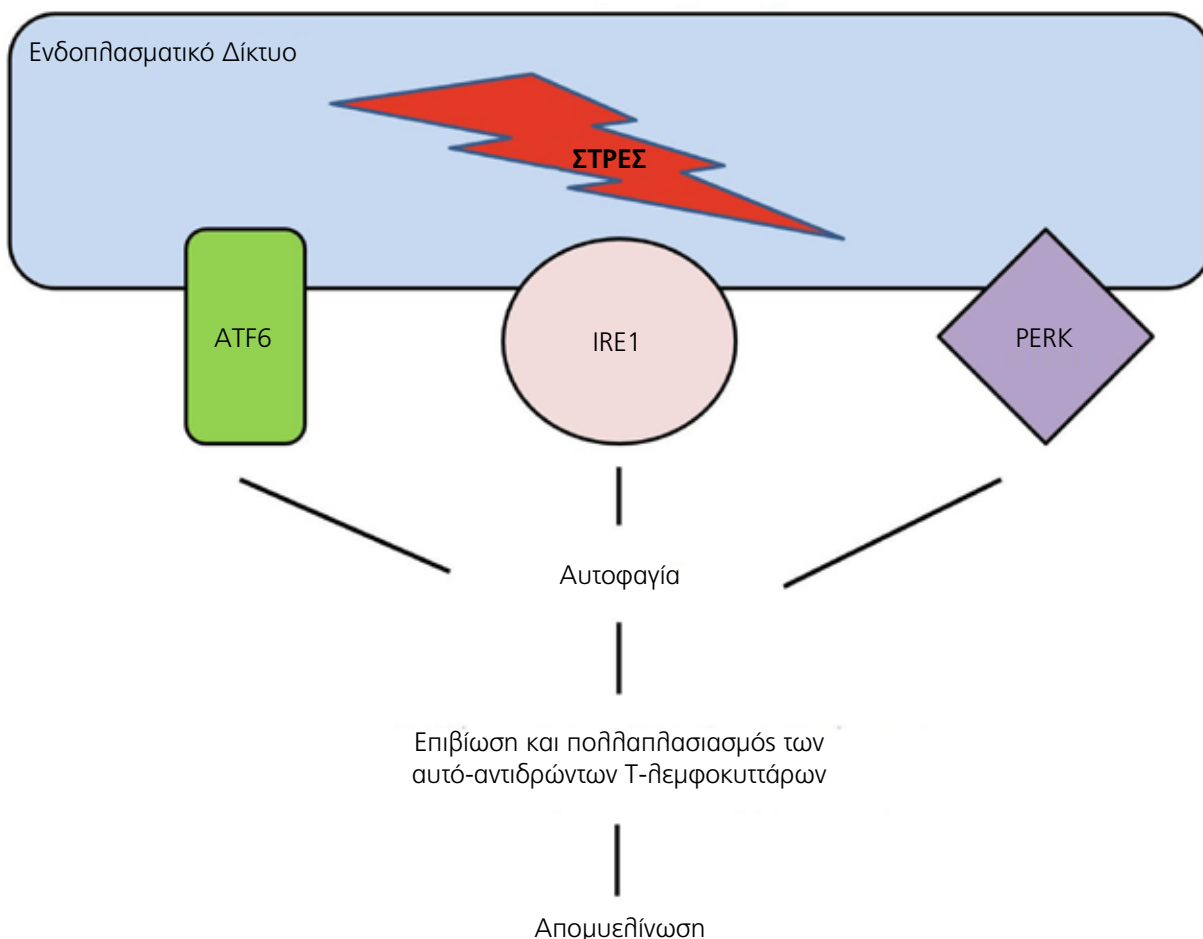 Ενδοπλασματικό Δίκτυο
ΣΤΡΕΣ
ATF6
IRE1
PERK
Αυτοφαγία
Επιβίωση και πολλαπλασιασμός των
αυτό-αντιδρώντων Τ-λεμφοκυττάρων
Απομυελίνωση